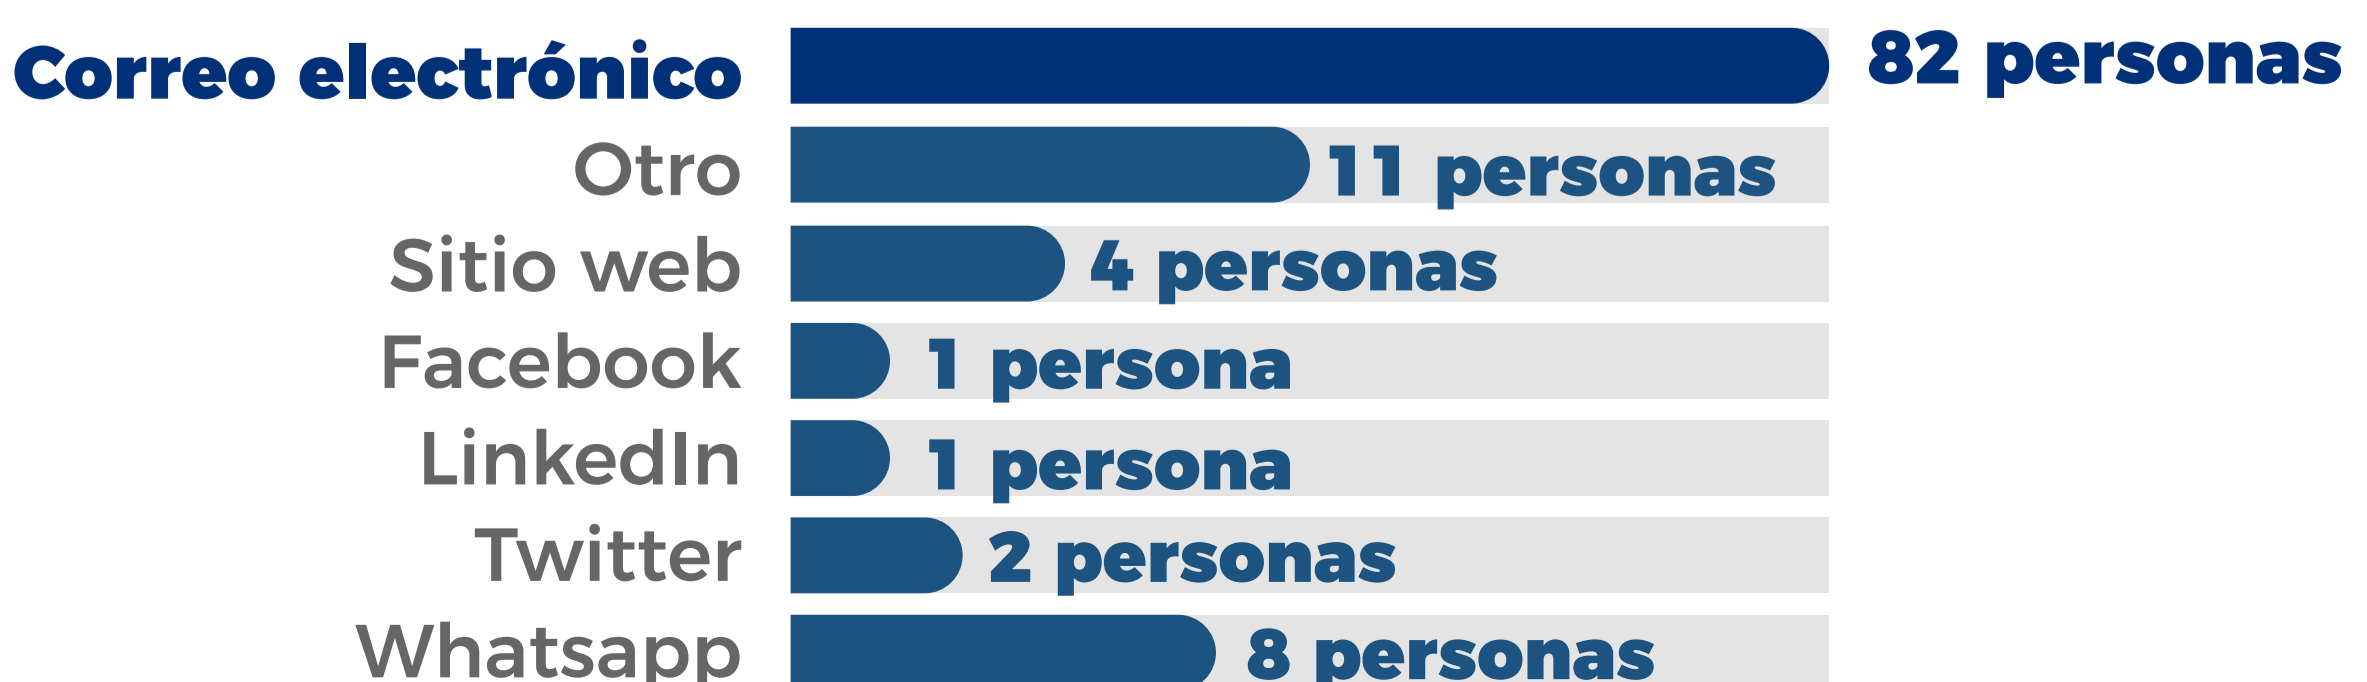 Correo electrónico 82 personas
Otro 11 personas
Sitio web 4 personas
Facebook 1 persona
LinkedIn 1 persona
Twitter 2 personas
Whatsapp 8 personas